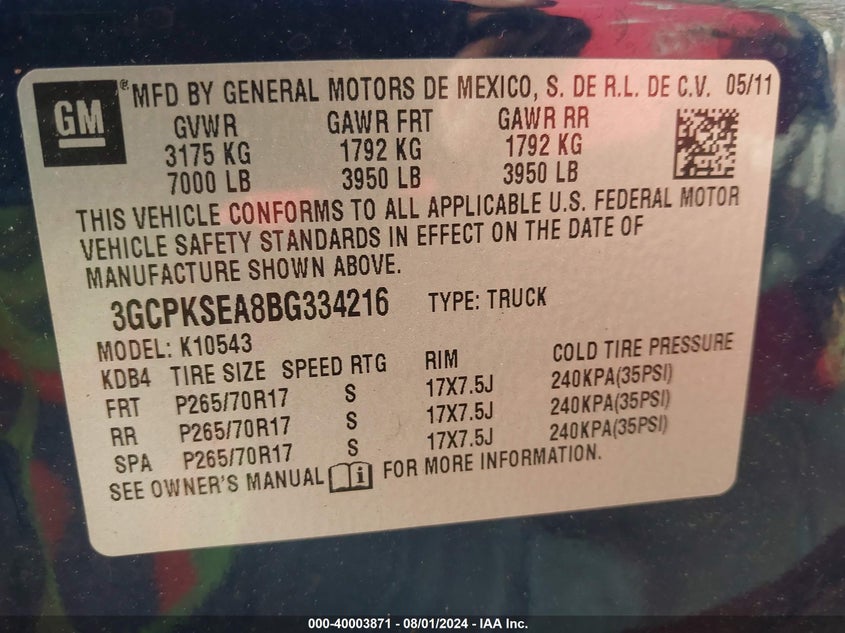 GM ® MFD BY GENERAL MOTORS DE MEXICO, S. DE R.L. DE C.V. 05/11
GVWR GAWR FRT GAWR RR
3175 KG 1792 KG 1792 KG
7000 LB 3950 LB 3950 LB
THIS VEHICLE CONFORMS TO ALL APPLICABLE U.S. FEDERAL MOTOR
VEHICLE SAFETY STANDARDS IN EFFECT ON THE DATE OF
MANUFACTURE SHOWN ABOVE.
3GCPKSEA8BG334216 TYPE: TRUCK
MODEL: K10543
KDB4 TIRE SIZE SPEED RTG RIM COLD TIRE PRESSURE
FRT P265/70R17 S 17X7.5J 240KPA(35PSI)
RR P265/70R17 S 17X7.5J 240KPA(35PSI)
SPA P265/70R17 S 17X7.5J 240KPA(35PSI)
SEE OWNER'S MANUAL i FOR MORE INFORMATION.
000-40003871 - 08/01/2024 - IAA Inc.